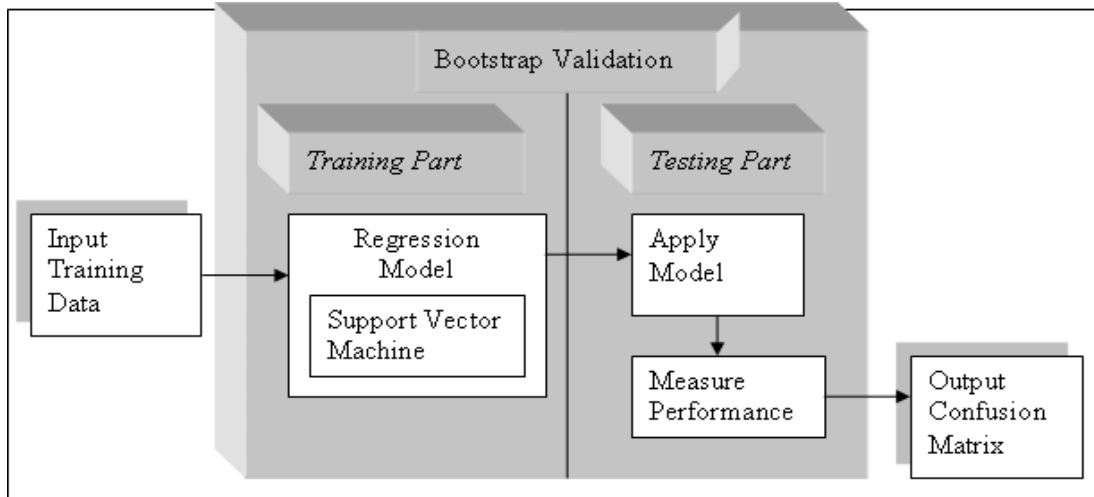 Bootstrap Validation
Training Part
Testing Part
Input
Training
Data
Regression
Model
Support Vector
Machine
Apply
Model
Measure
Performance
Output
Confusion
Matrix